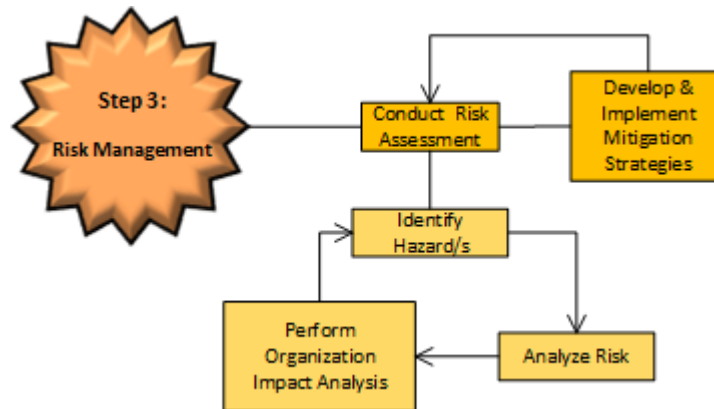 Step 3:
Risk Management
Conduct Risk
Assessment
Develop &
Implement
Mitigation
Strategies
Identify
Hazard/s
Perform
Organization
Impact Analysis
Analyze Risk